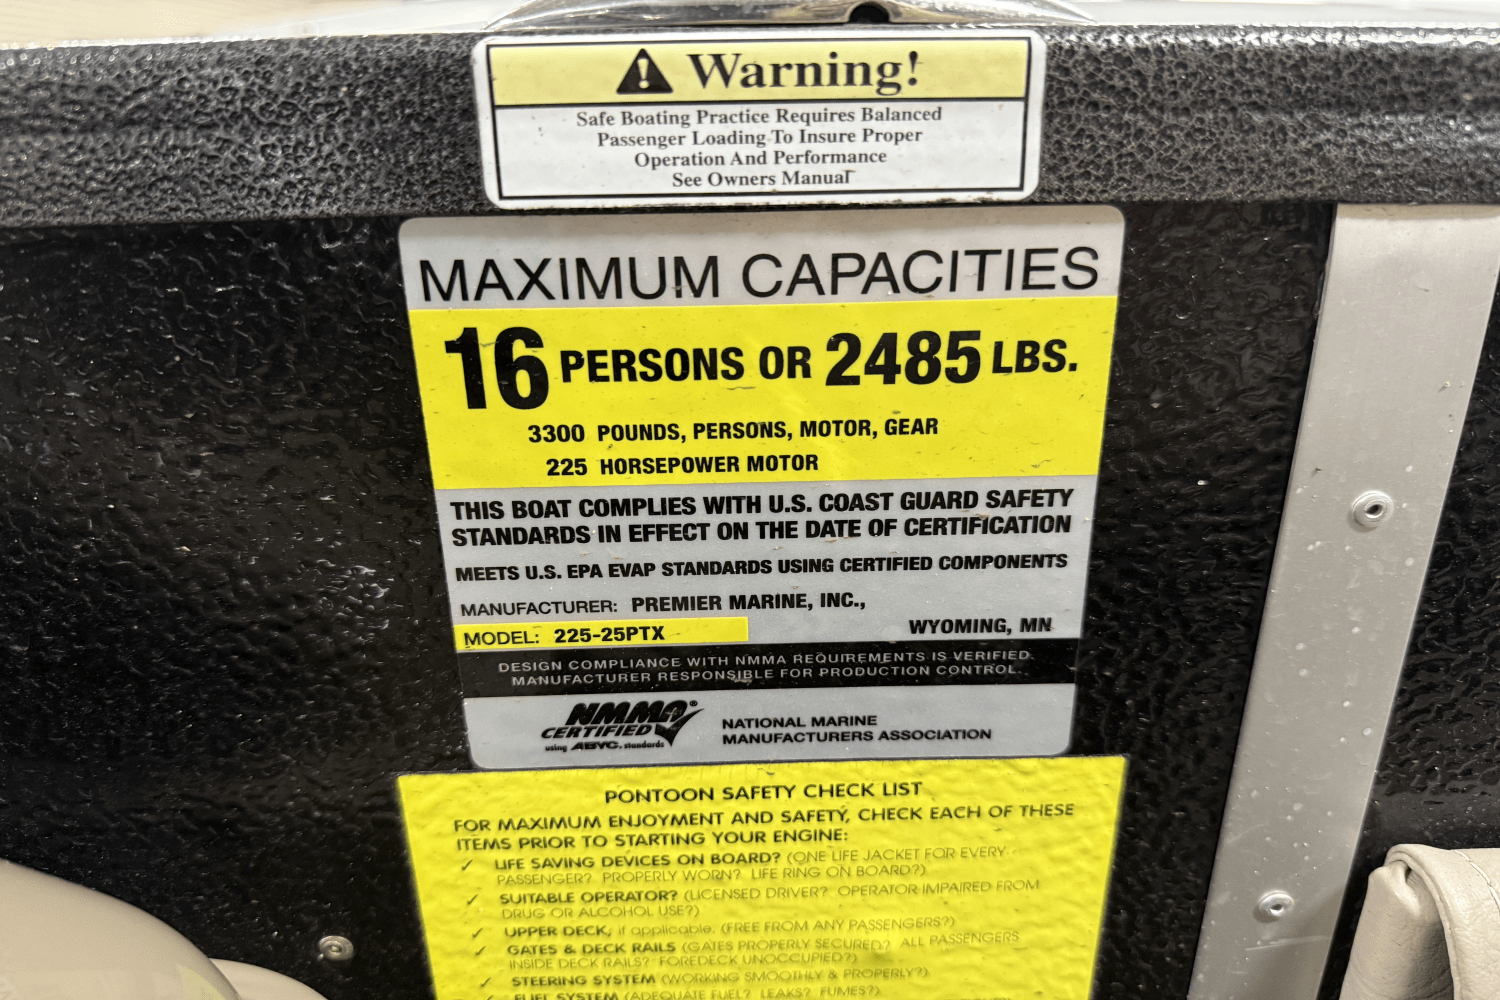 Warning!
Safe Boating Practice Requires Balanced
Passenger Loading To Insure Proper
Operation And Performance
See Owners Manual
MAXIMUM CAPACITIES
16 PERSONS OR 2485 LBS.
3300 POUNDS, PERSONS, MOTOR, GEAR
225 HORSEPOWER MOTOR
THIS BOAT COMPLIES WITH U.S. COAST GUARD SAFETY
STANDARDS IN EFFECT ON THE DATE OF CERTIFICATION
MEETS U.S. EPA EVAP STANDARDS USING CERTIFIED COMPONENTS
MANUFACTURER: PREMIER MARINE, INC.,
WYOMING, MN
MODEL: 225-25PTX
DESIGN COMPLIANCE WITH NMMA REQUIREMENTS IS VERIFIED.
MANUFACTURER RESPONSIBLE FOR PRODUCTION CONTROL.
NMMA®
CERTIFIED
using ABYC. standards
NATIONAL MARINE
MANUFACTURERS ASSOCIATION
PONTOON SAFETY CHECK LIST
FOR MAXIMUM ENJOYMENT AND SAFETY, CHECK EACH OF THESE
ITEMS PRIOR TO STARTING YOUR ENGINE:
✓ LIFE SAVING DEVICES ON BOARD? (ONE LIFE JACKET FOR EVERY
PASSENGER? PROPERLY WORN? LIFE RING ON BOARD?)
✓ SUITABLE OPERATOR? (LICENSED DRIVER? OPERATOR IMPAIRED FROM
DRUG OR ALCOHOL USE?)
✓ UPPER DECK, if applicable. (FREE FROM ANY PASSENGERS?)
✓ GATES & DECK RAILS (GATES PROPERLY SECURED? ALL PASSENGERS
INSIDE DECK RAILS? FOREDECK UNOCCUPIED?)
✓ STEERING SYSTEM (WORKING SMOOTHLY & PROPERLY?)
✓ FUEL SYSTEM (ADEQUATE FUEL? LEAKS? FUMES?)